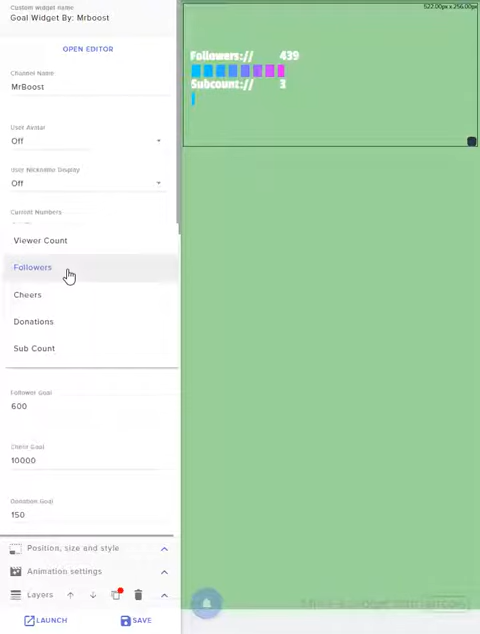 Custom widget name
Goal Widget By: Mrboost
OPEN EDITOR
Channel Name
MrBoost
User Avatar
Off
User Nickname Display
Off
Current Numbers
Viewer Count
Followers
Cheers
Donations
Sub Count
Follower Goal
600
Cheer Goal
10000
Donation Goal
150
Position, size and style
Animation settings
Layers
LAUNCH
SAVE
522.00px x 256.00px
Followers:// 439
Subcount:// 3